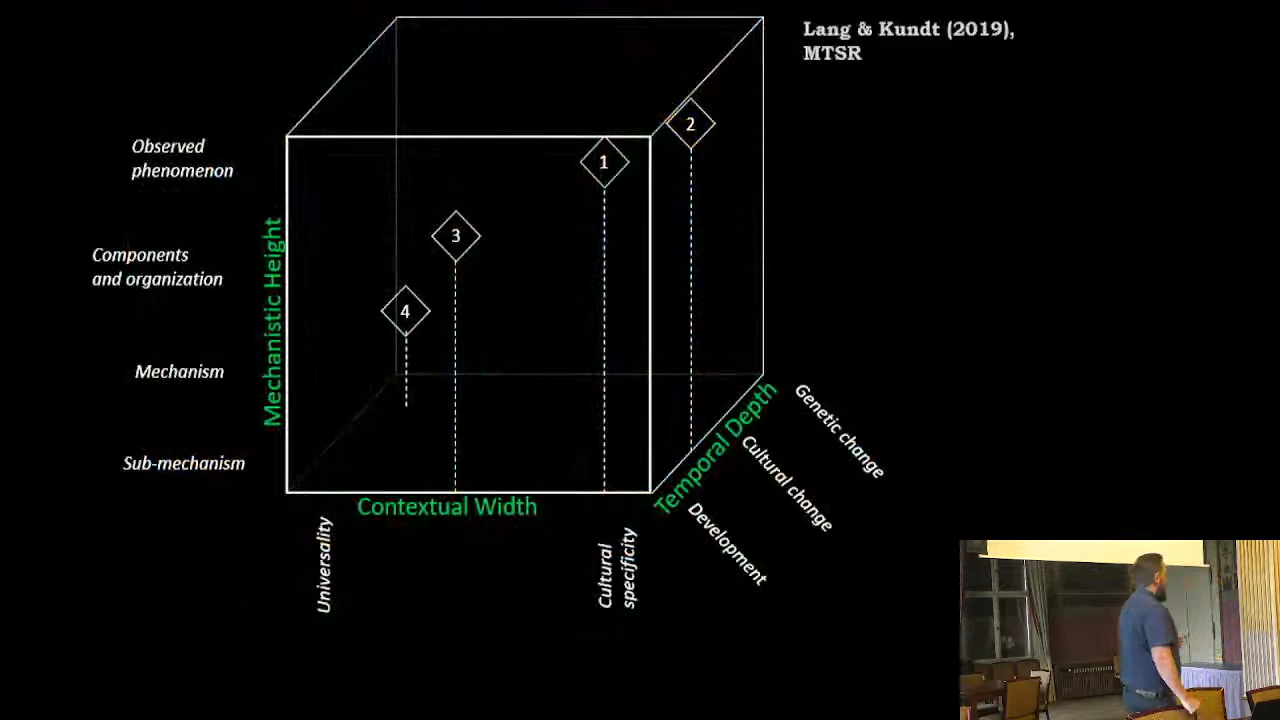 Lang & Kundt (2019),
MTSR
Observed
phenomenon
Components
and organization
Mechanism
Sub-mechanism
Mechanistic Height
1
2
3
4
Contextual Width
Universality
Cultural
specificity
Temporal Depth
Development
Cultural change
Genetic change